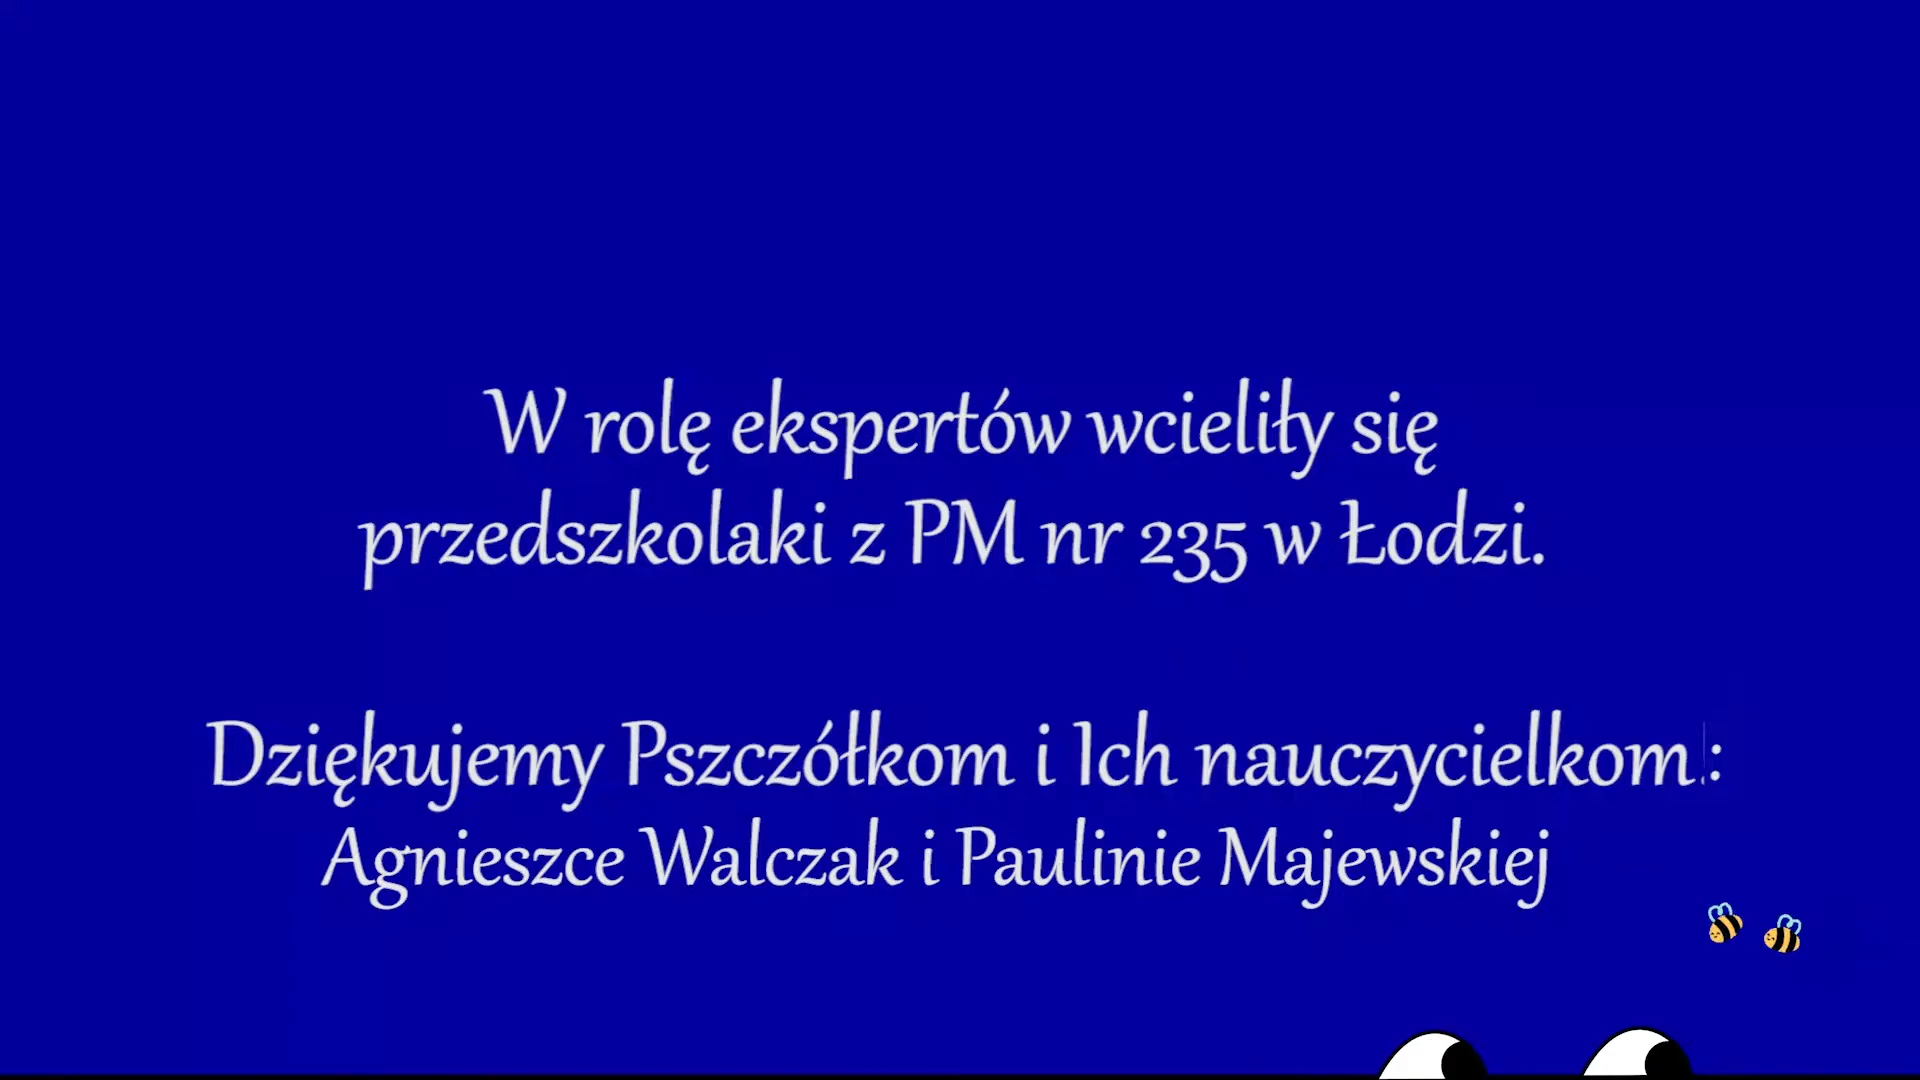 W rolę ekspertów wcieliły się
przedszkolaki z PM nr 235 w Łodzi.
Dziękujemy Pszczółkom i Ich nauczycielkom :
Agnieszce Walczak i Paulinie Majewskiej